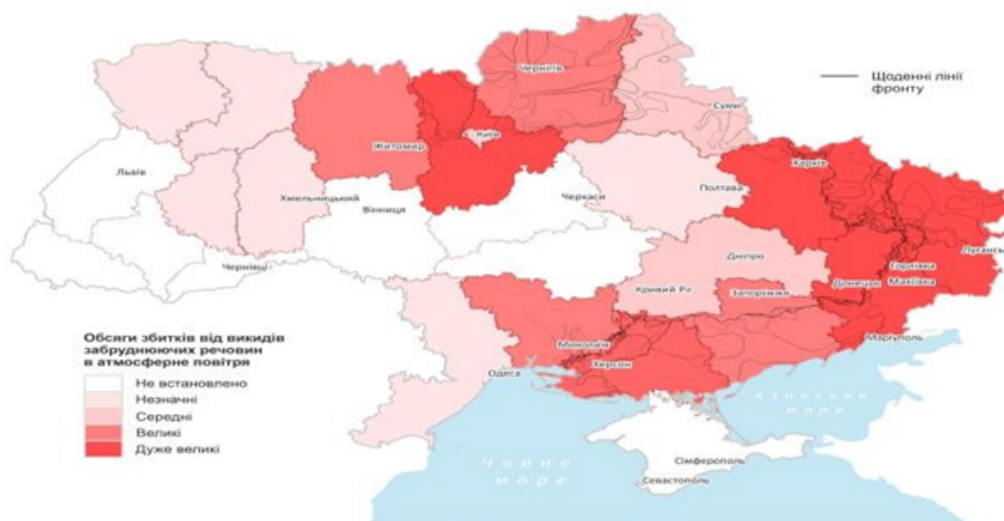 Щоденні лінії
фронту
Чернігів
Суми
Київ
Житомир
Харків
Львів
Хмельницький
Вінниця
Черкаси
Полтава
Чернівці
Дніпро
Луганськ
Горлівка
Донецьк
Макіївка
Кривий Ріг
Запоріжжя
Маріуполь
Миколаїв
Херсон
Одеса
Азовське
море
Чорне
море
Сімферополь
Севастополь
Обсяги збитків від викидів
забруднюючих речовин
в атмосферне повітря
Не встановлено
Незначні
Середні
Великі
Дуже великі